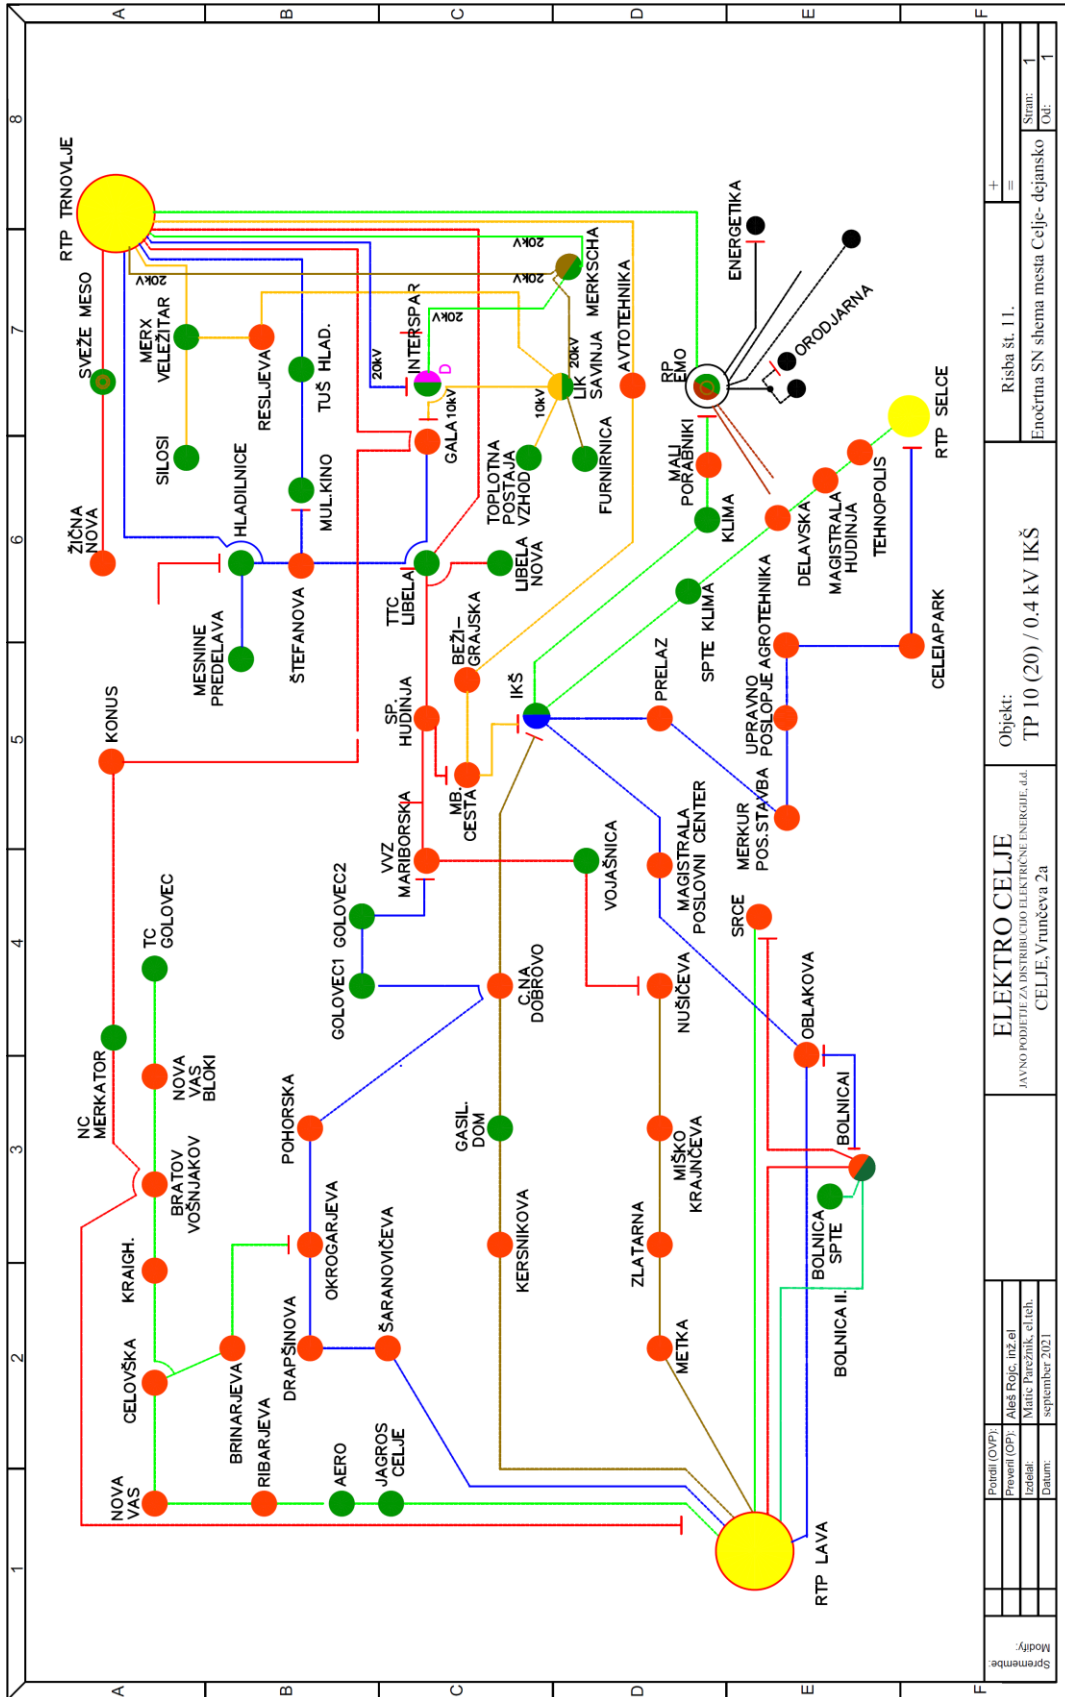 8
7
6
5
4
3
2
1
A
B
C
D
E
F
A
B
C
D
E
F
RTP TRNOVLJE
SVEŽE MESO
ŽIČNA
NOVA
20kV
MERX
VELEŽITAR
SILOSI
RESLJEVA
HLADILNICE
MESNINE
PREDELAVA
TUŠ HLAD.
MUL.KINO
ŠTEFANOVA
20kV
INTERSPAR
D
GALA
10kV
20kV
20kV
20kV
MERKSCHA
10kV
20kV
LIK
SAVINJA
TOPLOTNA
POSTAJA
VZHOD
FURNIRNICA
AVTOTEHNIKA
TTC
LIBELA
LIBELA
NOVA
ENERGETIKA
ORODJARNA
RP
EMO
MALI
PORABNIKI
KLIMA
SPTE KLIMA
DELAVSKA
MAGISTRALA
HUDINJA
TEHNOPOLIS
RTP SELCE
CELEIAPARK
AGROTEHNIKA
UPRAVNO
POSLOPJE
MERKUR
POS.STAVBA
PRELAZ
IKŠ
BEŽI-
GRAJSKA
SP.
HUDINJA
MB.
CESTA
KONUS
VVZ
MARIBORSKA
VOJAŠNICA
MAGISTRALA
POSLOVNI CENTER
SRCE
GOLOVEC2
GOLOVEC1
TC
GOLOVEC
NC
MERKATOR
NOVA
VAS
BLOKI
BRATOV
VOŠNJAKOV
KRAIGH.
CELOVŠKA
NOVA
VAS
BRINARJEVA
RIBARJEVA
AERO
JAGROS
CELJE
POHORSKA
OKROGARJEVA
DRAPŠINOVA
ŠARANOVIČEVA
C.NA
DOBROVO
GASIL.
DOM
KERSNIKOVA
NUŠIČEVA
MIŠKO
KRAJNČEVA
ZLATARNA
METKA
OBLAKOVA
BOLNICAI
BOLNICA
SPTE
BOLNICA II.
RTP LAVA
Spremembe:
Modify:
Potrdil (OVP):
Preveril (OP):
Aleš Rojc, inž.el
Izdelal:
Matic Parežnik, el.teh.
Datum:
september 2021
ELEKTRO CELJE
JAVNO PODJETJE ZA DISTRIBUCIJO ELEKTRIČNE ENERGIJE, d.d.
CELJE, Vrunčeva 2a
Objekt:
TP 10 (20) / 0.4 kV IKŠ
Risba št. 11.
Enočrtna SN shema mesta Celje- dejansko
+
=
Stran:
1
Od:
1